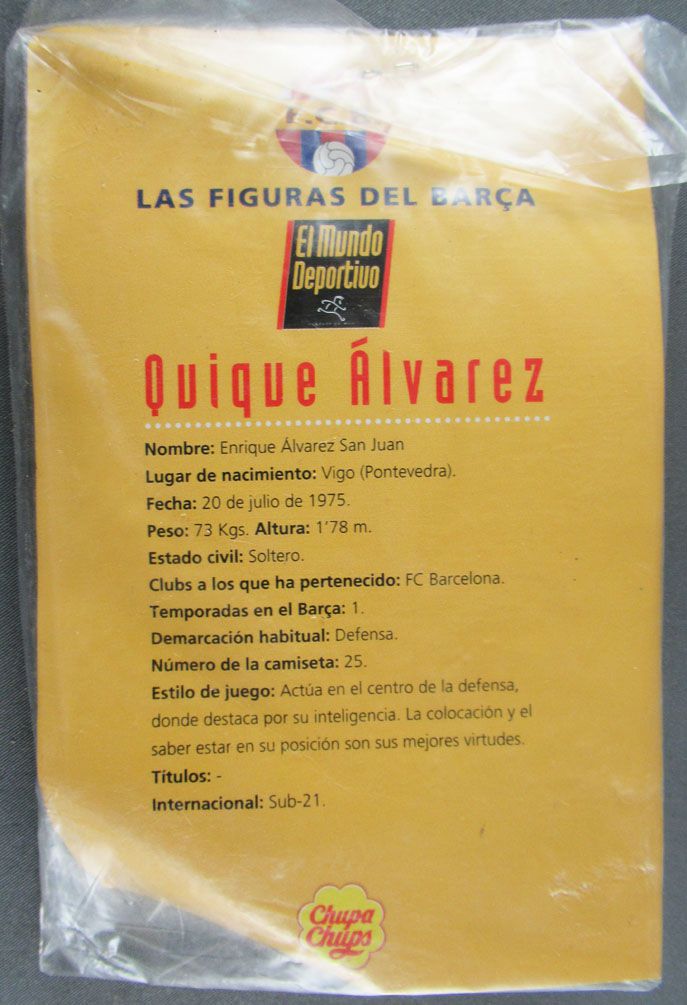 F.C.B.
LAS FIGURAS DEL BARÇA
El Mundo
Deportivo
Quique Álvarez
Nombre: Enrique Álvarez San Juan
Lugar de nacimiento: Vigo (Pontevedra).
Fecha: 20 de julio de 1975.
Peso: 73 Kgs. Altura: 1'78 m.
Estado civil: Soltero.
Clubs a los que ha pertenecido: FC Barcelona.
Temporadas en el Barça: 1.
Demarcación habitual: Defensa.
Número de la camiseta: 25.
Estilo de juego: Actúa en el centro de la defensa,
donde destaca por su inteligencia. La colocación y el
saber estar en su posición son sus mejores virtudes.
Títulos: -
Internacional: Sub-21.
Chupa
Chups